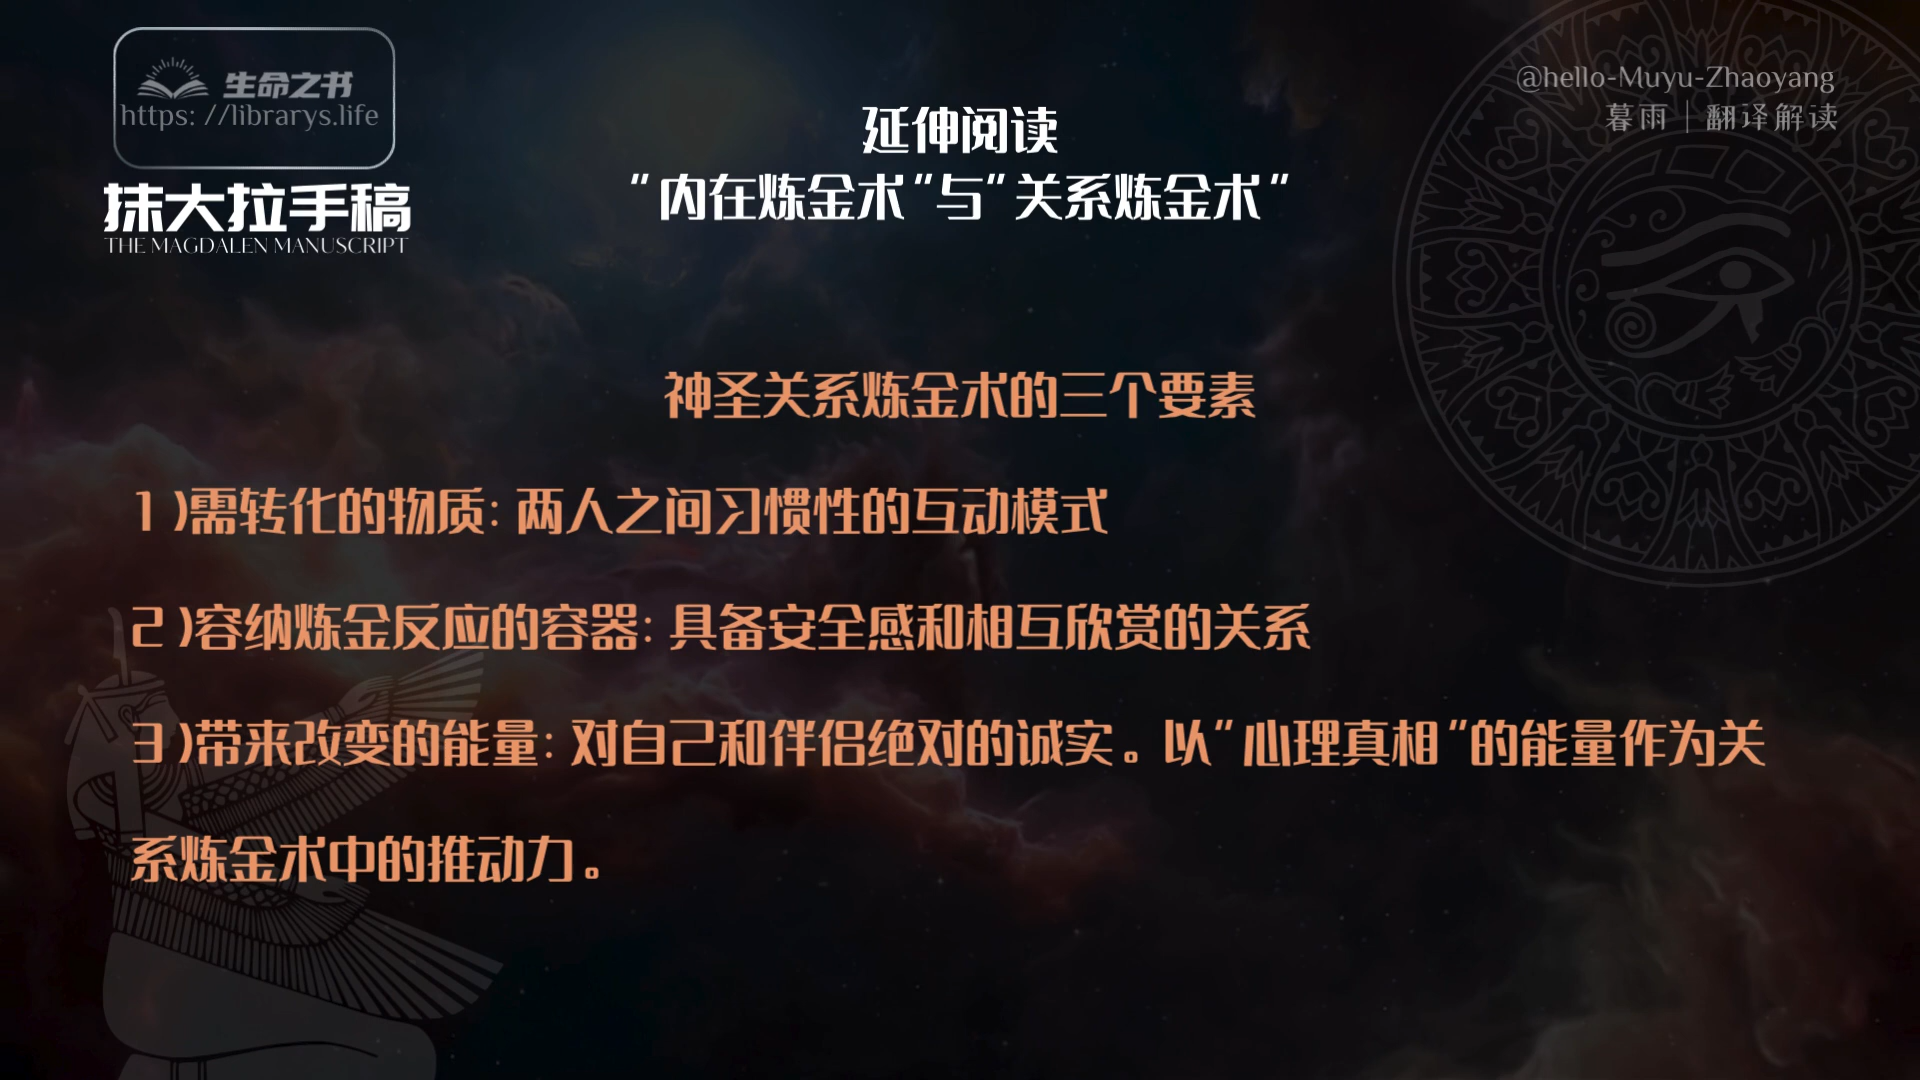 生命之书
https: //librarys.life
抹大拉手稿
THE MAGDALEN MANUSCRIPT
@hello-Muyu-Zhaoyang
暮雨｜翻译解读
延伸阅读
"内在炼金术"与"关系炼金术"
神圣关系炼金术的三个要素
1)需转化的物质: 两人之间习惯性的互动模式
2)容纳炼金反应的容器: 具备安全感和相互欣赏的关系
3)带来改变的能量: 对自己和伴侣绝对的诚实。以"心理真相"的能量作为关
系炼金术中的推动力。